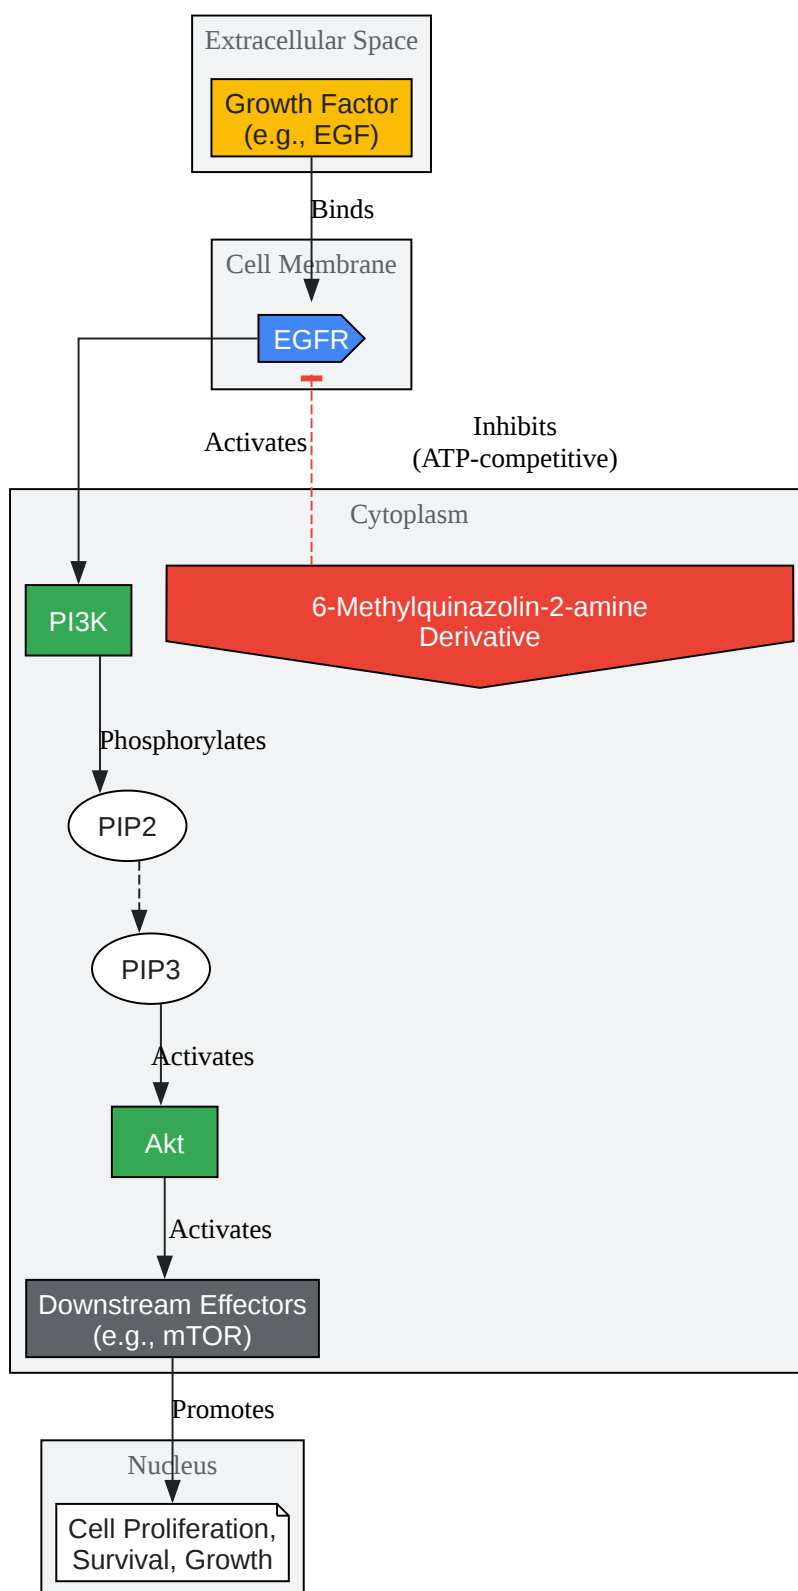 Extracellular Space
Growth Factor
(e.g., EGF)
Binds
Cell Membrane
EGFR
Activates
Inhibits
(ATP-competitive)
Cytoplasm
PI3K
6-Methylquinazolin-2-amine
Derivative
Phosphorylates
PIP2
PIP3
Activates
Akt
Activates
Downstream Effectors
(e.g., mTOR)
Promotes
Nucleus
Cell Proliferation,
Survival, Growth